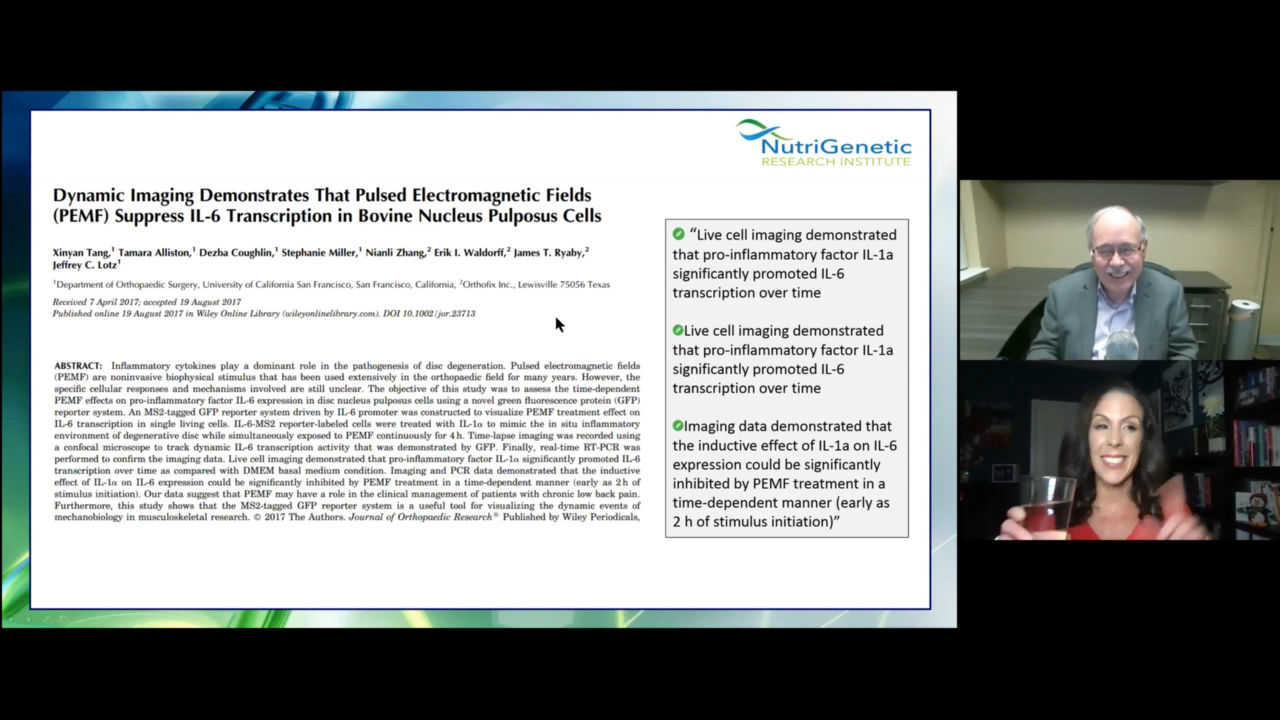 NutriGenetic
RESEARCH INSTITUTE
Dynamic Imaging Demonstrates That Pulsed Electromagnetic Fields
(PEMF) Suppress IL-6 Transcription in Bovine Nucleus Pulposus Cells
Xinyan Tang,¹ Tamara Alliston,¹ Dezba Coughlin,¹ Stephanie Miller,¹ Nianli Zhang,² Erik I. Waldorff,² James T. Ryaby,²
Jeffrey C. Lotz¹
¹Department of Orthopaedic Surgery, University of California San Francisco, San Francisco, California, ²Orthofix Inc., Lewisville 75056 Texas
Received 7 April 2017; accepted 19 August 2017
Published online 19 August 2017 in Wiley Online Library (wileyonlinelibrary.com). DOI 10.1002/jor.23713
ABSTRACT: Inflammatory cytokines play a dominant role in the pathogenesis of disc degeneration. Pulsed electromagnetic fields
(PEMF) are noninvasive biophysical stimulus that has been used extensively in the orthopaedic field for many years. However, the
specific cellular responses and mechanisms involved are still unclear. The objective of this study was to assess the time-dependent
PEMF effects on pro-inflammatory factor IL-6 expression in disc nucleus pulposus cells using a novel green fluorescence protein (GFP)
reporter system. An MS2-tagged GFP reporter system driven by IL-6 promoter was constructed to visualize PEMF treatment effect on
IL-6 transcription in single living cells. IL-6-MS2 reporter-labeled cells were treated with IL-1α to mimic the in situ inflammatory
environment of degenerative disc while simultaneously exposed to PEMF continuously for 4 h. Time-lapse imaging was recorded using
a confocal microscope to track dynamic IL-6 transcription activity that was demonstrated by GFP. Finally, real-time RT-PCR was
performed to confirm the imaging data. Live cell imaging demonstrated that pro-inflammatory factor IL-1α significantly promoted IL-6
transcription over time as compared with DMEM basal medium condition. Imaging and PCR data demonstrated that the inductive
effect of IL-1α on IL-6 expression could be significantly inhibited by PEMF treatment in a time-dependent manner (early as 2 h of
stimulus initiation). Our data suggest that PEMF may have a role in the clinical management of patients with chronic low back pain.
Furthermore, this study shows that the MS2-tagged GFP reporter system is a useful tool for visualizing the dynamic events of
mechanobiology in musculoskeletal research. © 2017 The Authors. Journal of Orthopaedic Research® Published by Wiley Periodicals,
“Live cell imaging demonstrated
that pro-inflammatory factor IL-1a
significantly promoted IL-6
transcription over time
Live cell imaging demonstrated
that pro-inflammatory factor IL-1a
significantly promoted IL-6
transcription over time
Imaging data demonstrated that
the inductive effect of IL-1a on IL-6
expression could be significantly
inhibited by PEMF treatment in a
time-dependent manner (early as
2 h of stimulus initiation)”